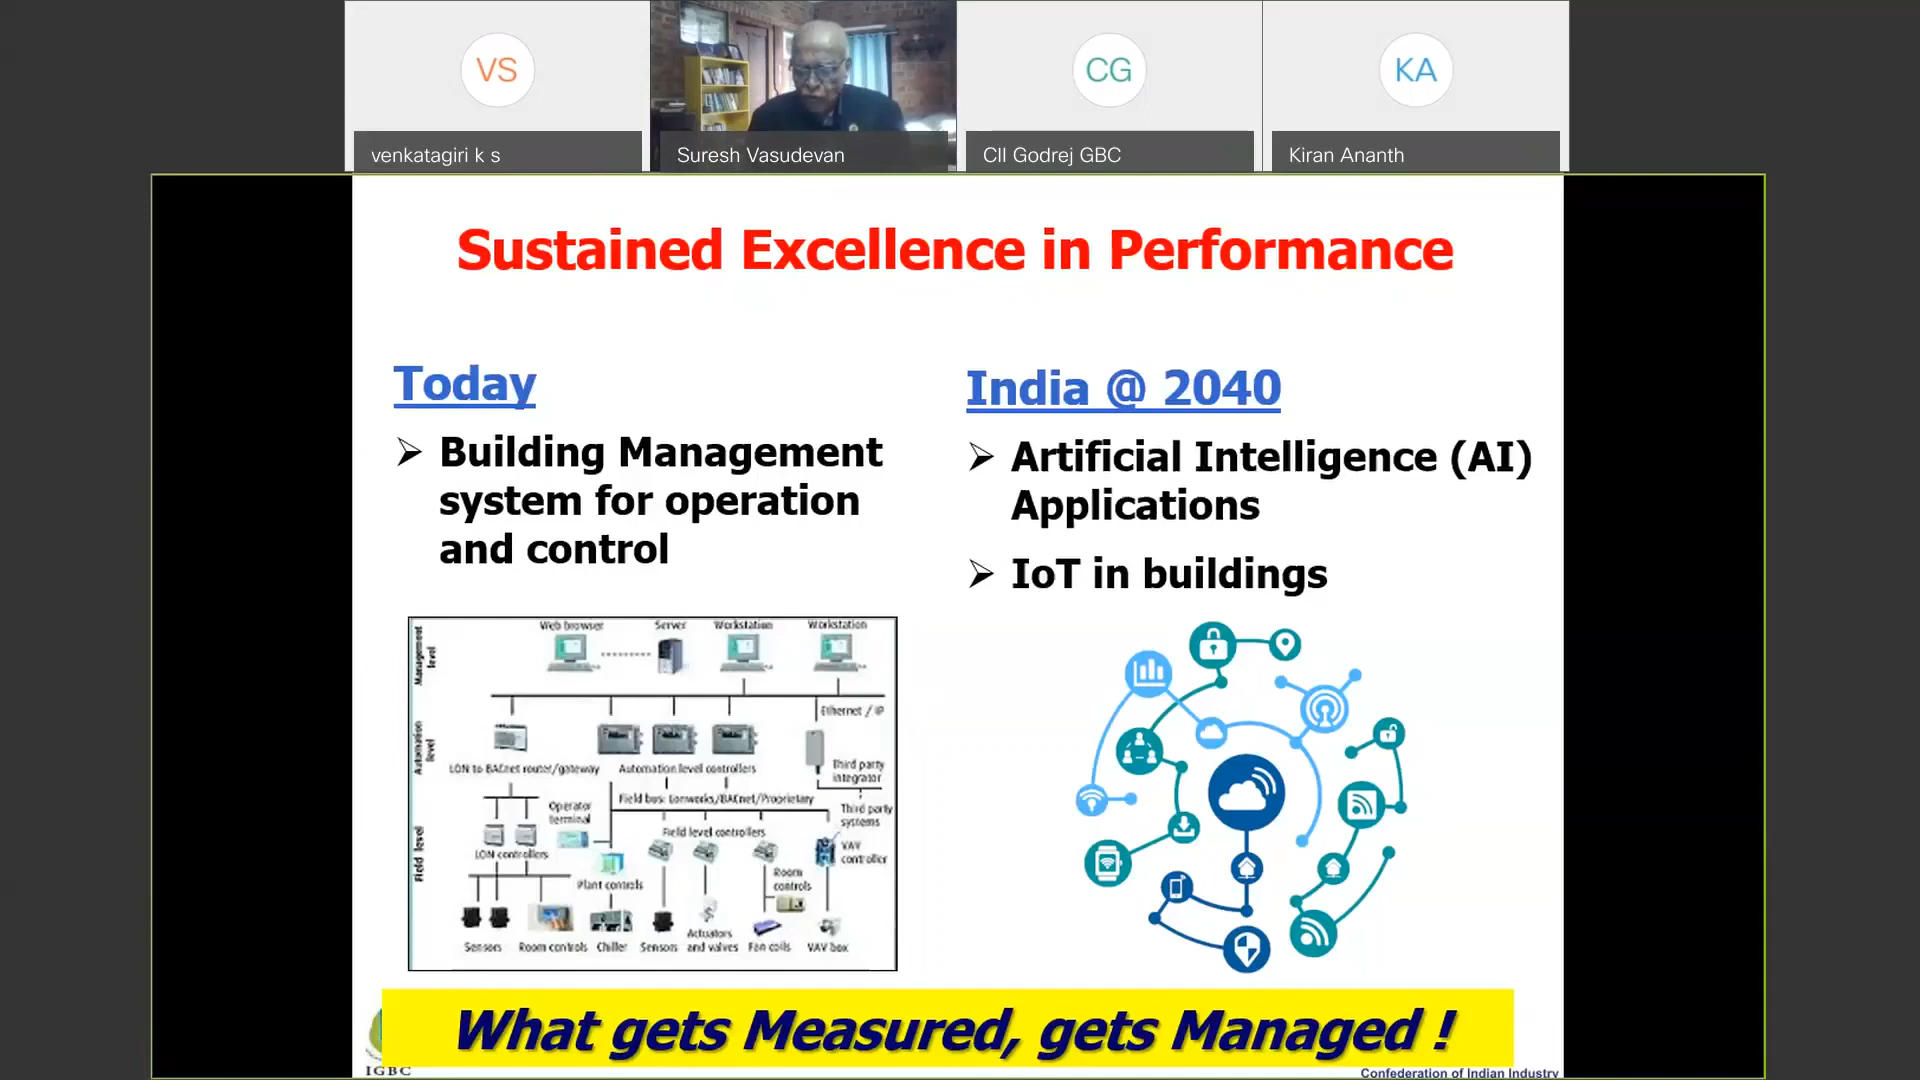 VS
CG
KA
venkatagiri k s
Suresh Vasudevan
CII Godrej GBC
Kiran Ananth
Sustained Excellence in Performance
Today
➢ Building Management
system for operation
and control
India @ 2040
➢ Artificial Intelligence (AI)
Applications
➢ IoT in buildings
Management
level
Web browser
Server
Workstation
Workstation
Ethernet / IP
Automation
level
LON to BACnet router/gateway
Automation level controllers
Third party
integrator
Field bus: Lonworks/BACnet/Proprietary
Third party
systems
Operator
terminal
Field level controllers
Field level
LON controllers
VAV
controller
Plant controls
Room
controls
Sensors
Room controls
Chiller
Sensors
Actuators
and valves
Fan coils
VAV box
What gets Measured, gets Managed !
IGBC
Confederation of Indian Industry